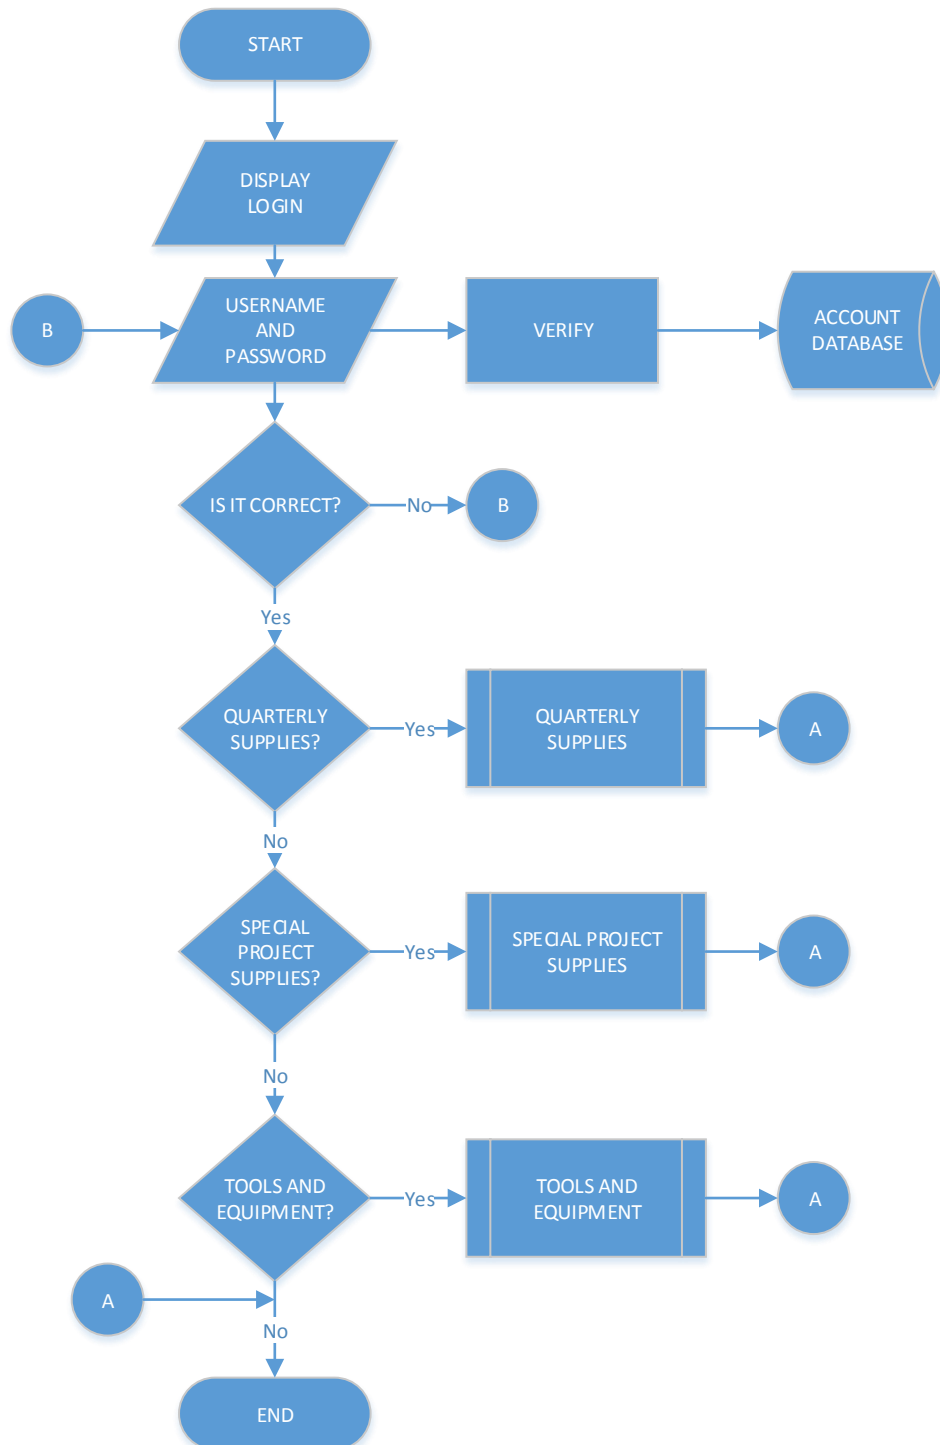 START
DISPLAY
LOGIN
B
USERNAME
AND
PASSWORD
VERIFY
ACCOUNT
DATABASE
IS IT CORRECT?
No
B
Yes
QUARTERLY
SUPPLIES?
Yes
QUARTERLY
SUPPLIES
A
No
SPECIAL
PROJECT
SUPPLIES?
Yes
SPECIAL PROJECT
SUPPLIES
A
No
TOOLS AND
EQUIPMENT?
Yes
TOOLS AND
EQUIPMENT
A
A
No
END